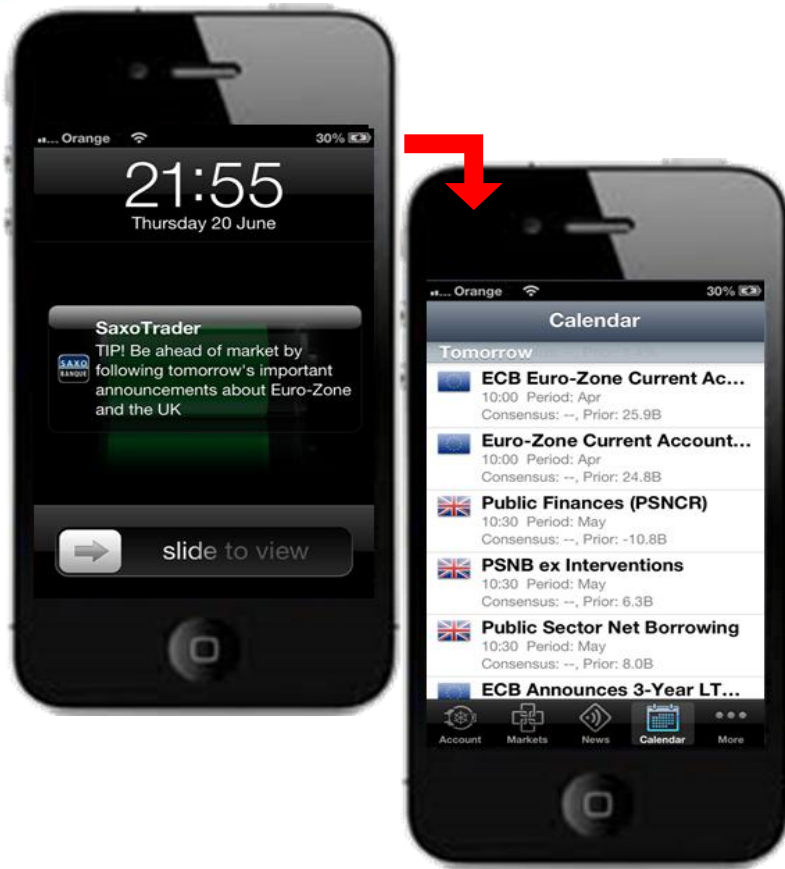 Orange 30%
21:55
Thursday 20 June
SaxoTrader
TIP! Be ahead of market by
SAXO
BANQUE
following tomorrow's important
announcements about Euro-Zone
and the UK
slide to view
Orange 30%
Calendar
Tomorrow
ECB Euro-Zone Current Ac...
10:00 Period: Apr
Consensus: --, Prior: 25.9B
Euro-Zone Current Account...
10:00 Period: Apr
Consensus: --, Prior: 24.8B
Public Finances (PSNCR)
10:30 Period: May
Consensus: --, Prior: -10.8B
PSNB ex Interventions
10:30 Period: May
Consensus: --, Prior: 6.3B
Public Sector Net Borrowing
10:30 Period: May
Consensus: --, Prior: 8.0B
ECB Announces 3-Year LT...
Account Markets News Calendar More